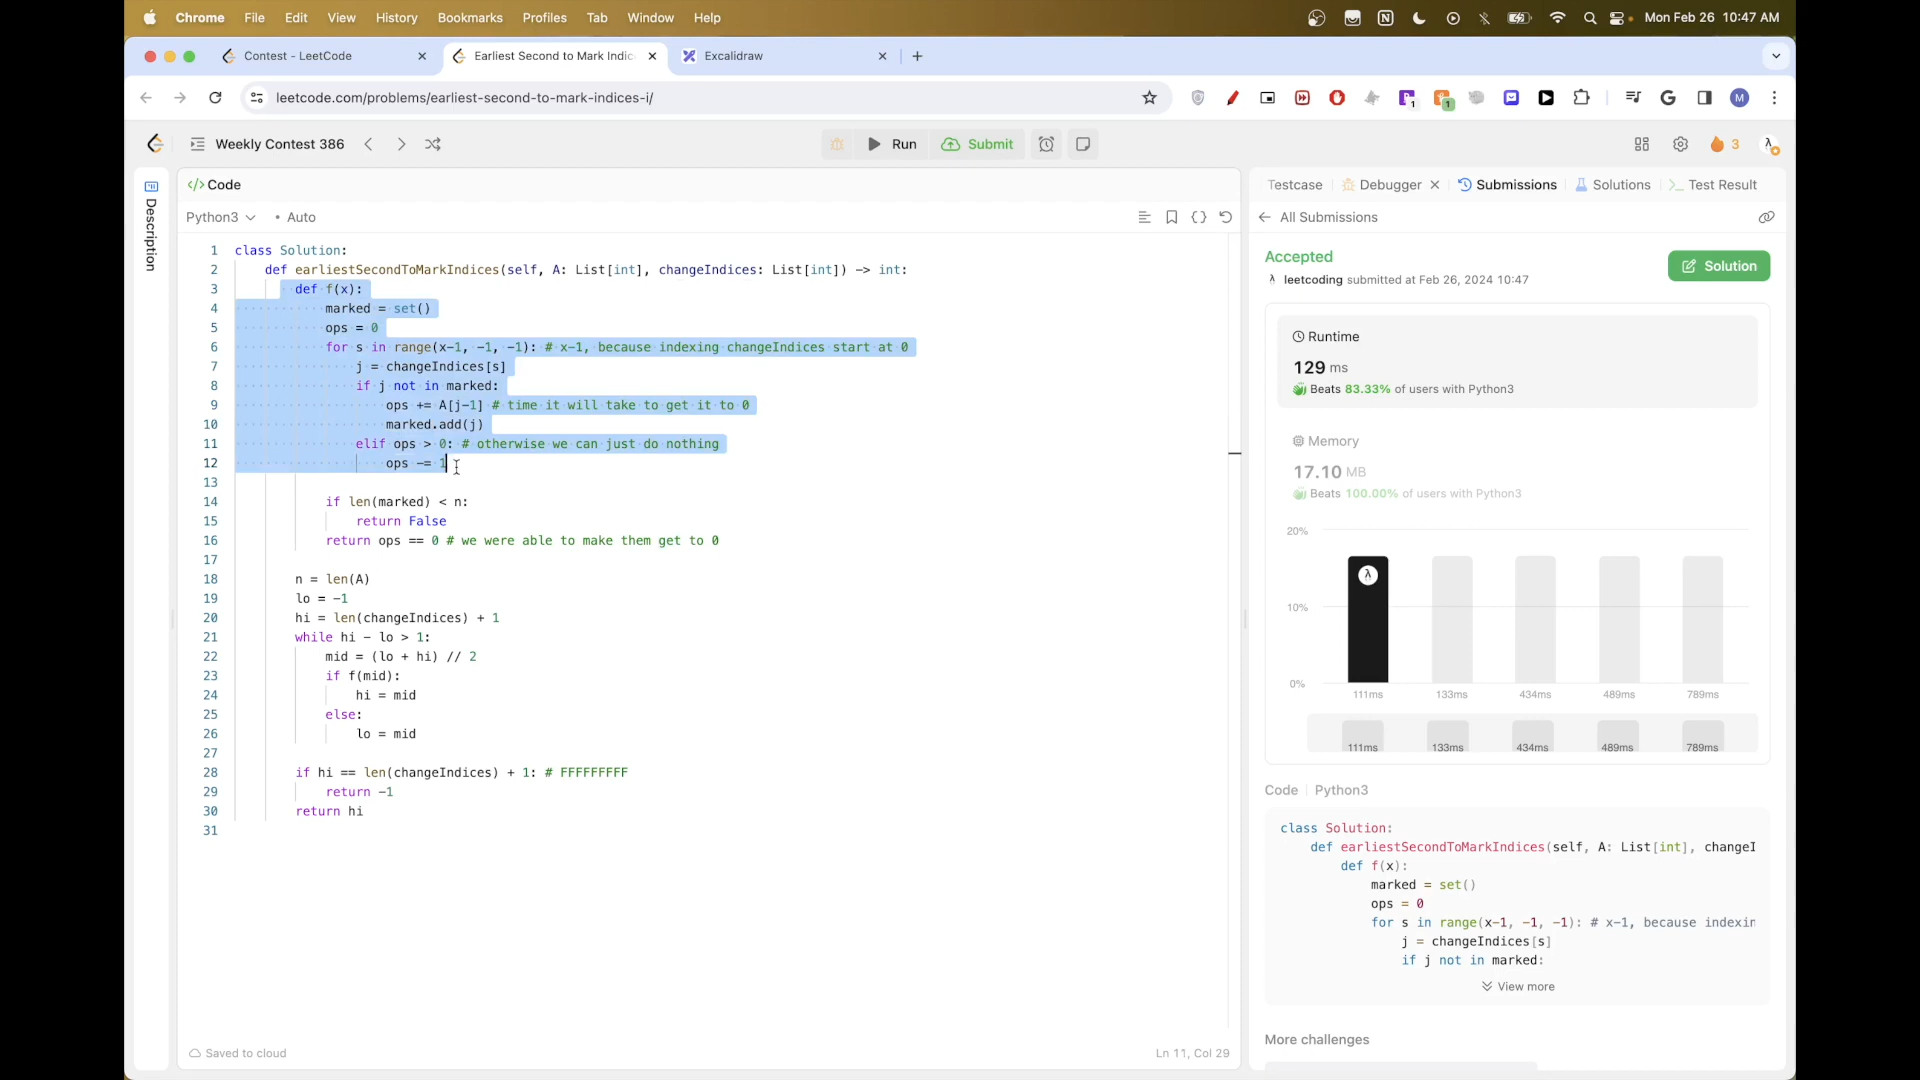 Chrome File Edit View History Bookmarks Profiles Tab Window Help Mon Feb 26 10:47 AM
Contest - LeetCode Earliest Second to Mark Indic Excalidraw
leetcode.com/problems/earliest-second-to-mark-indices-i/
Weekly Contest 386 Run Submit 3
Description
Code
Python3 • Auto
1 class Solution:
2 def earliestSecondToMarkIndices(self, A: List[int], changeIndices: List[int]) -> int:
3 def f(x):
4 marked = set()
5 ops = 0
6 for s in range(x-1, -1, -1): # x-1, because indexing changeIndices start at 0
7 j = changeIndices[s]
8 if j not in marked:
9 ops += A[j-1] # time it will take to get it to 0
10 marked.add(j)
11 elif ops > 0: # otherwise we can just do nothing
12 ops -= 1
13
14 if len(marked) < n:
15 return False
16 return ops == 0 # we were able to make them get to 0
17
18 n = len(A)
19 lo = -1
20 hi = len(changeIndices) + 1
21 while hi - lo > 1:
22 mid = (lo + hi) // 2
23 if f(mid):
24 hi = mid
25 else:
26 lo = mid
27
28 if hi == len(changeIndices) + 1: # FFFFFFFFF
29 return -1
30 return hi
31
Saved to cloud Ln 11, Col 29
Testcase Debugger Submissions Solutions Test Result
All Submissions
Accepted
leetcoding submitted at Feb 26, 2024 10:47
Solution
Runtime
129 ms
Beats 83.33% of users with Python3
Memory
17.10 MB
Beats 100.00% of users with Python3
20%
10%
0%
111ms 133ms 434ms 489ms 789ms
111ms 133ms 434ms 489ms 789ms
Code Python3
class Solution:
def earliestSecondToMarkIndices(self, A: List[int], changeI
def f(x):
marked = set()
ops = 0
for s in range(x-1, -1, -1): # x-1, because indexin
j = changeIndices[s]
if j not in marked:
View more
More challenges